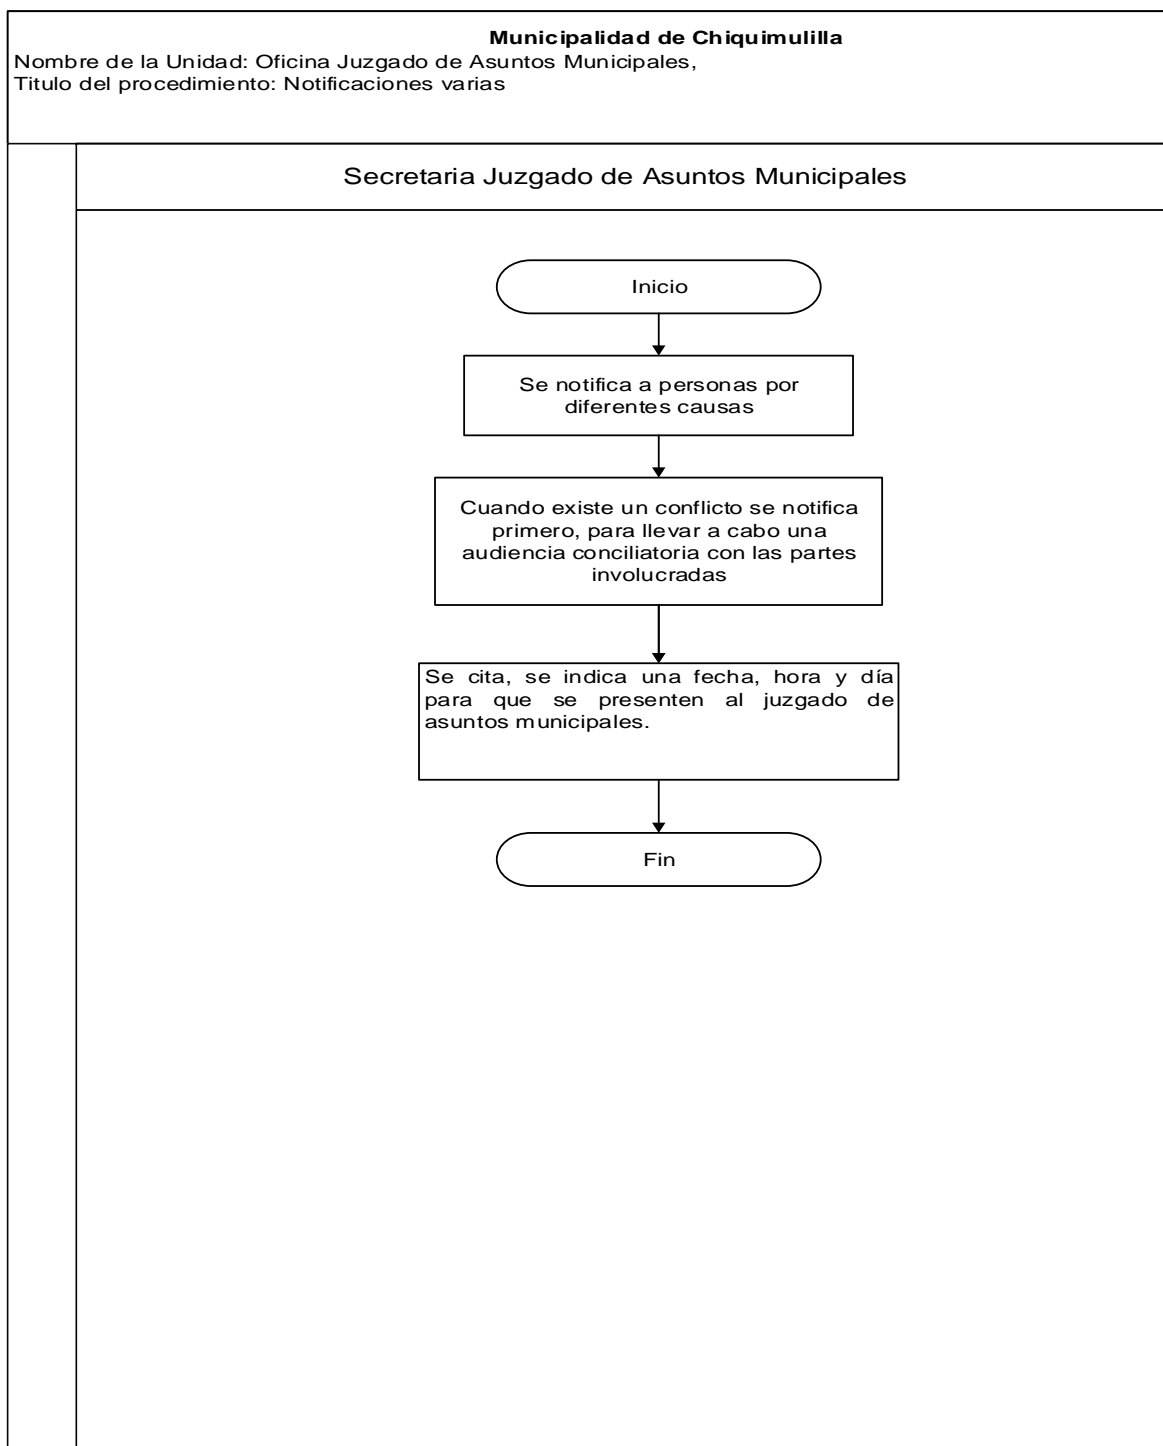 Municipalidad de Chiquimulilla
Nombre de la Unidad: Oficina Juzgado de Asuntos Municipales,
Titulo del procedimiento: Notificaciones varias
Secretaria Juzgado de Asuntos Municipales
Inicio
Se notifica a personas por
diferentes causas
Cuando existe un conflicto se notifica
primero, para llevar a cabo una
audiencia conciliatoria con las partes
involucradas
Se cita, se indica una fecha, hora y día
para que se presenten al juzgado de
asuntos municipales.
Fin